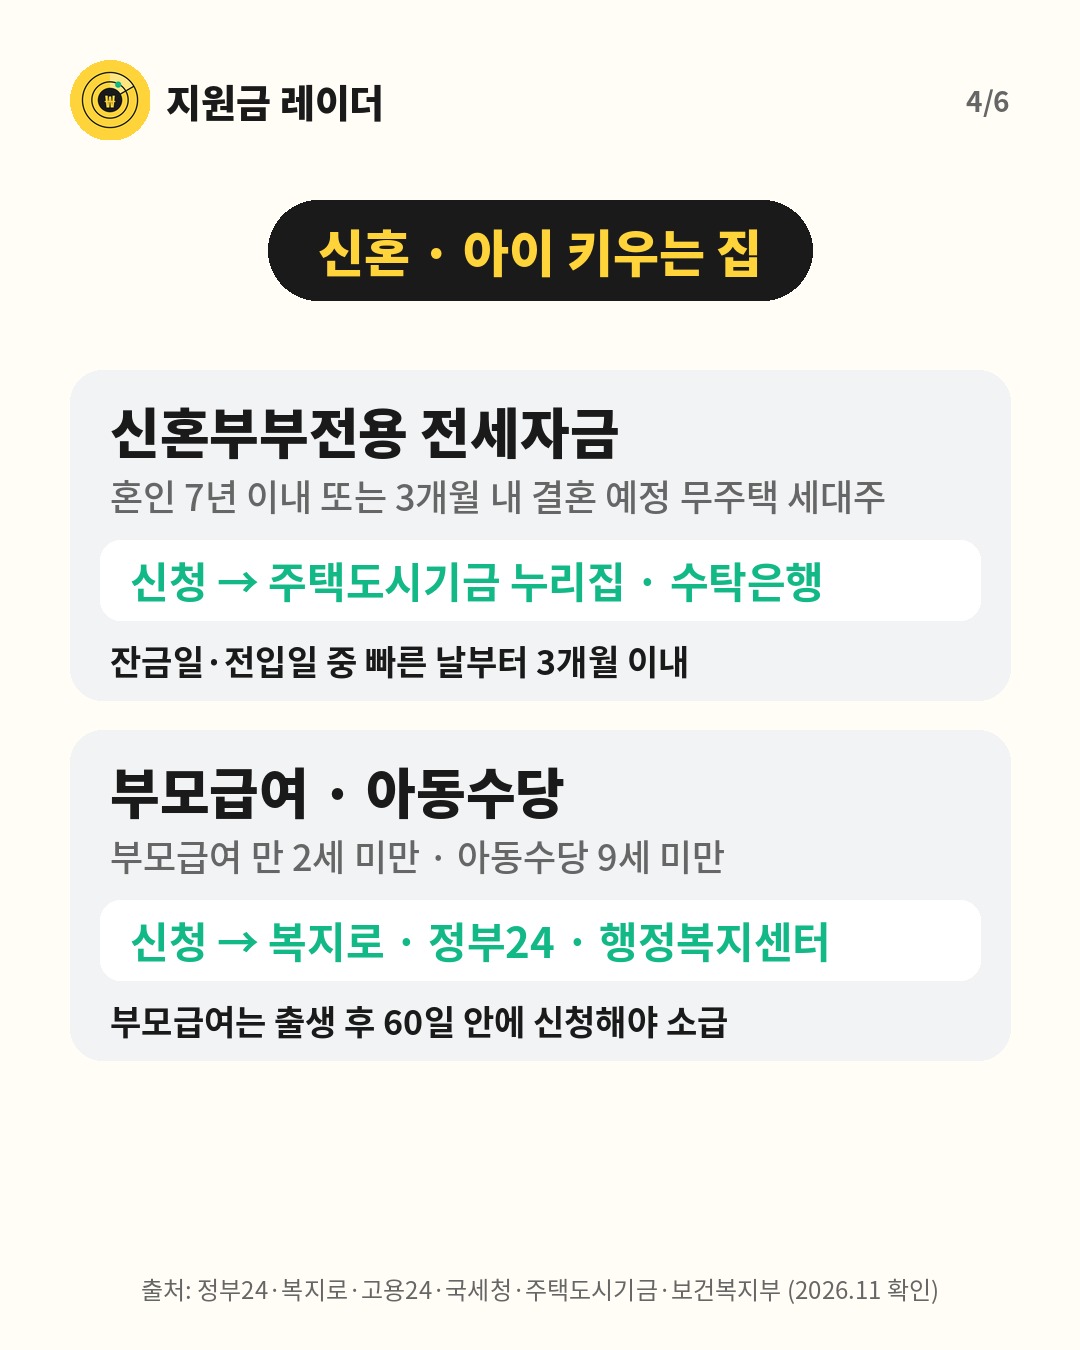 ₩
지원금 레이더
4/6
신혼 · 아이 키우는 집
신혼부부전용 전세자금
혼인 7년 이내 또는 3개월 내 결혼 예정 무주택 세대주
신청 → 주택도시기금 누리집 · 수탁은행
잔금일·전입일 중 빠른 날부터 3개월 이내
부모급여 · 아동수당
부모급여 만 2세 미만 · 아동수당 9세 미만
신청 → 복지로 · 정부24 · 행정복지센터
부모급여는 출생 후 60일 안에 신청해야 소급
출처: 정부24·복지로·고용24·국세청·주택도시기금·보건복지부 (2026.11 확인)